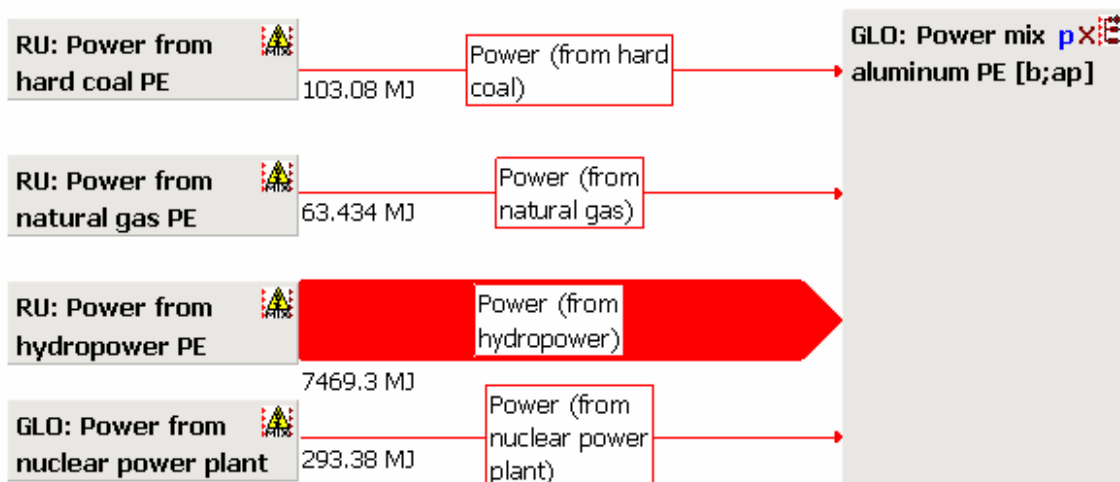 RU: Power from
hard coal PE
103.08 MJ
Power (from hard
coal)
GLO: Power mix pX
aluminum PE [b;ap]
RU: Power from
natural gas PE
63.434 MJ
Power (from
natural gas)
RU: Power from
hydropower PE
Power (from
hydropower)
7469.3 MJ
GLO: Power from
nuclear power plant
293.38 MJ
Power (from
nuclear power
plant)